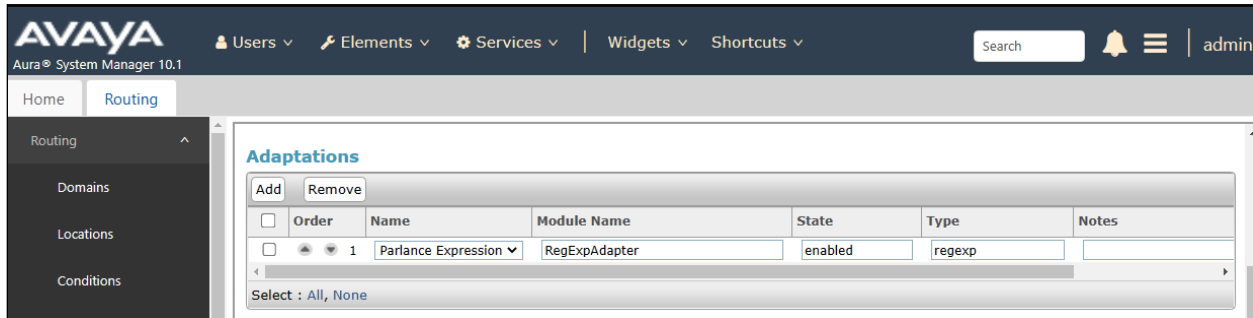 AVAYA
Aura® System Manager 10.1
Users Elements Services | Widgets Shortcuts Search admin
Home Routing
Routing
Domains
Locations
Conditions
Adaptations
Add Remove
Order Name Module Name State Type Notes
1 Parlance Expression RegExpAdapter enabled regexp
Select : All, None